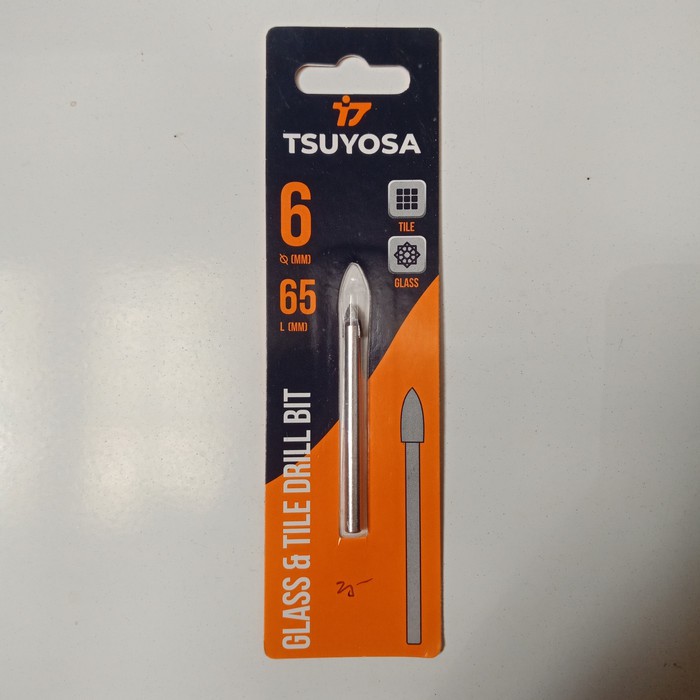 TSUYOSA
6
Ø (MM)
TILE
65
L (MM)
GLASS
GLASS & TILE DRILL BIT